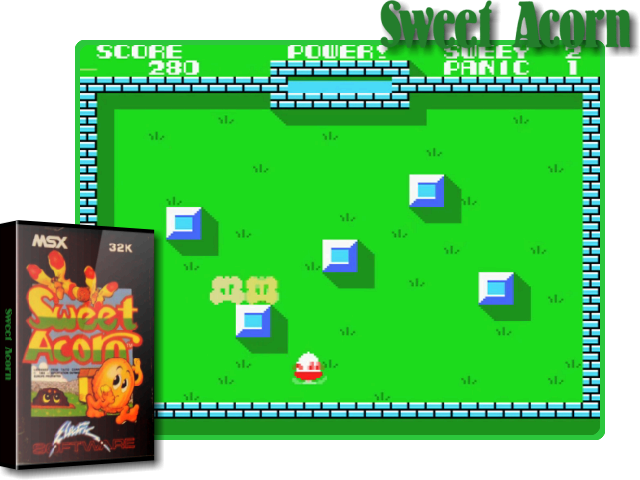 Sweet Acorn
SCORE POWER! SWEEY 2
280 PANIC 1
MSX 32K
Sweet
Acorn
SOFTWARE
Sweet Acorn